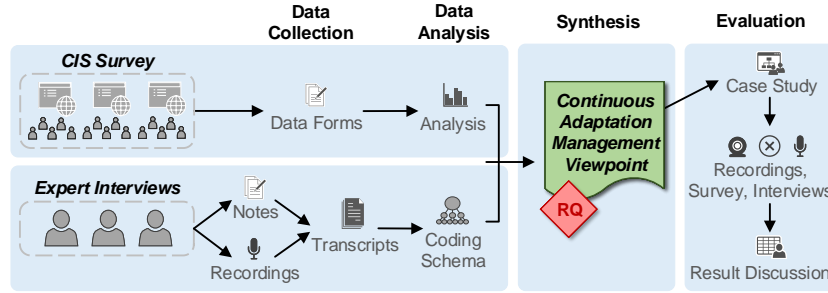 Data
Collection
Data
Analysis
Synthesis
Evaluation
CIS Survey
Data Forms
Analysis
Expert Interviews
Notes
Recordings
Transcripts
Coding
Schema
Continuous
Adaptation
Management
Viewpoint
RQ
Case Study
Recordings,
Survey, Interviews
Result Discussion